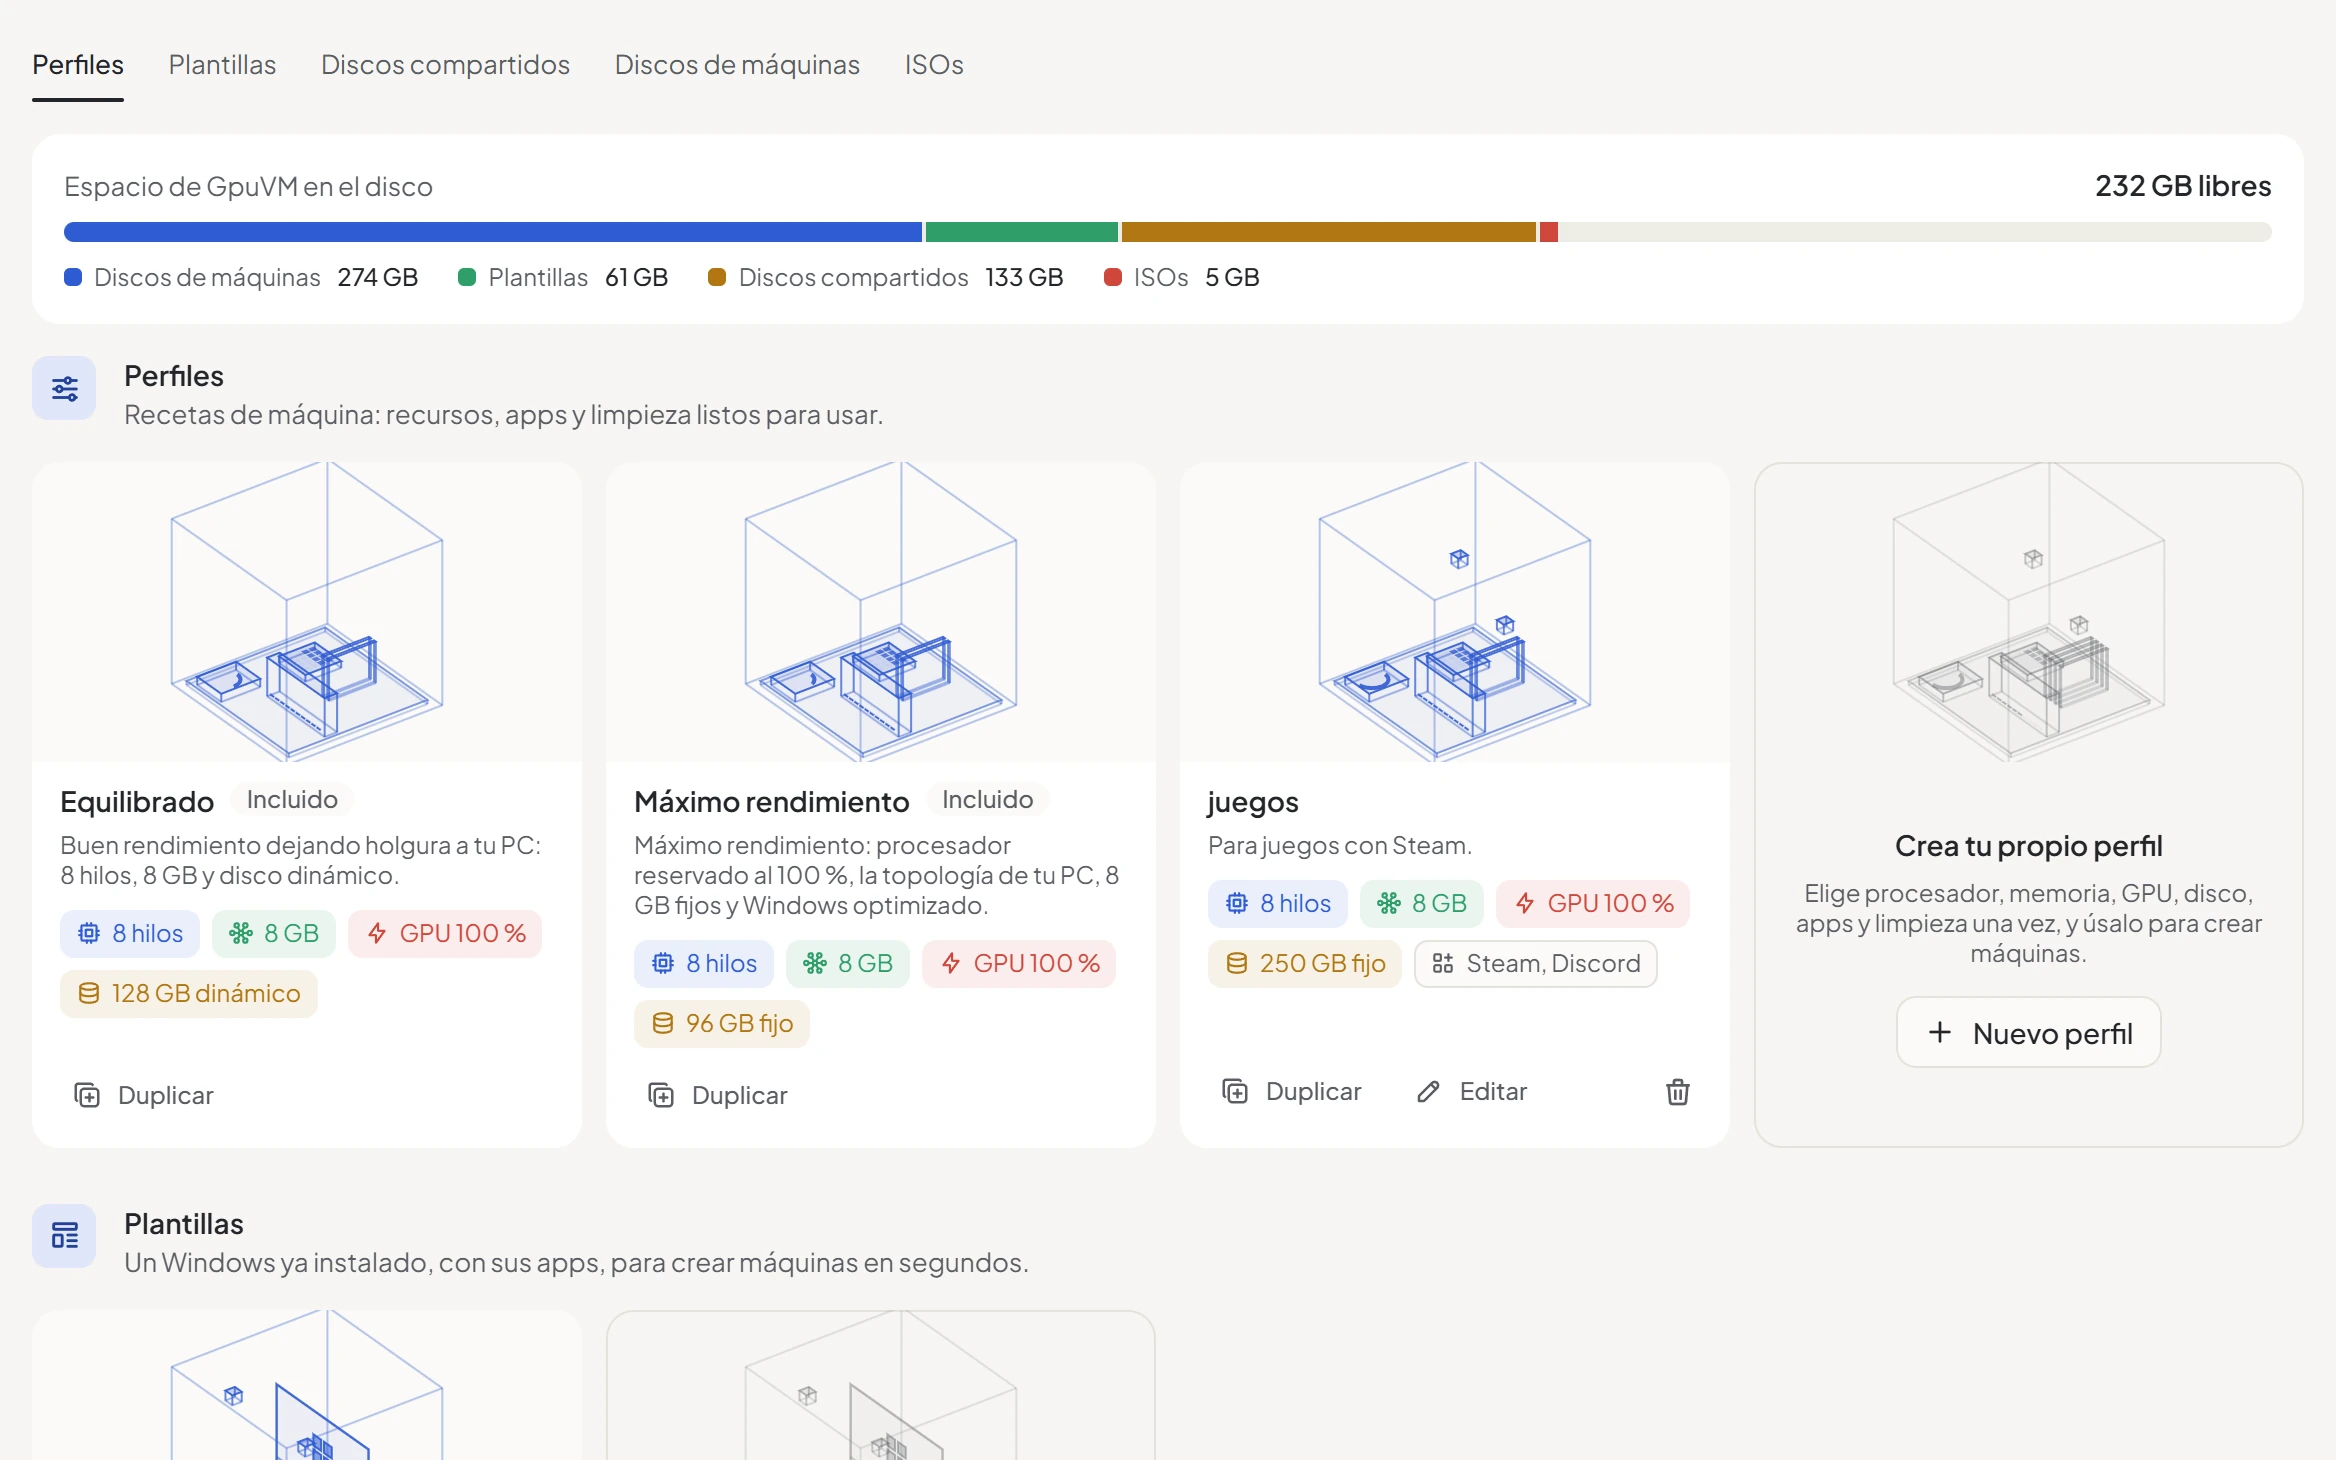 Perfiles
Plantillas
Discos compartidos
Discos de máquinas
ISOs
Espacio de GpuVM en el disco
232 GB libres
Discos de máquinas 274 GB
Plantillas 61 GB
Discos compartidos 133 GB
ISOs 5 GB
Perfiles
Recetas de máquina: recursos, apps y limpieza listos para usar.
Equilibrado
Incluido
Buen rendimiento dejando holgura a tu PC:
8 hilos, 8 GB y disco dinámico.
8 hilos
8 GB
GPU 100 %
128 GB dinámico
Duplicar
Máximo rendimiento
Incluido
Máximo rendimiento: procesador
reservado al 100 %, la topología de tu PC, 8
GB fijos y Windows optimizado.
8 hilos
8 GB
GPU 100 %
96 GB fijo
Duplicar
juegos
Para juegos con Steam.
8 hilos
8 GB
GPU 100 %
250 GB fijo
Steam, Discord
Duplicar
Editar
Crea tu propio perfil
Elige procesador, memoria, GPU, disco,
apps y limpieza una vez, y úsalo para crear
máquinas.
Nuevo perfil
Plantillas
Un Windows ya instalado, con sus apps, para crear máquinas en segundos.